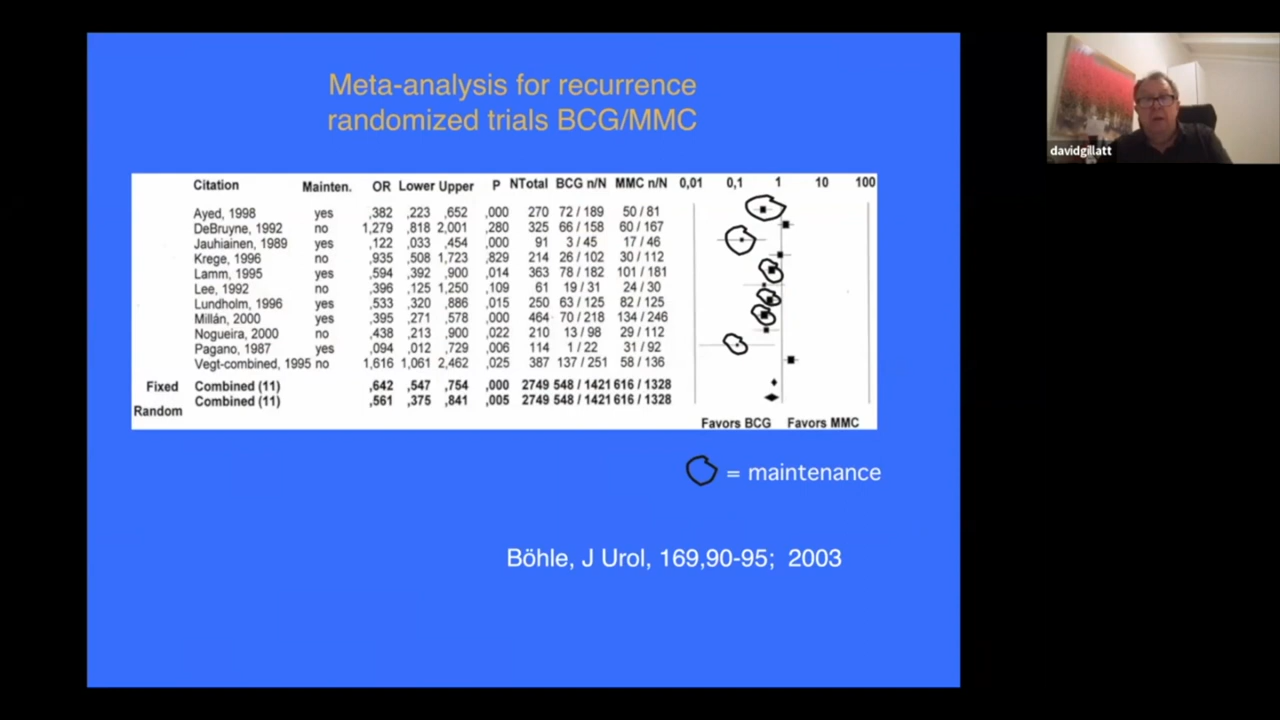 Meta-analysis for recurrence
randomized trials BCG/MMC
Citation Mainten. OR Lower Upper P NTotal BCG n/N MMC n/N 0,01 0,1 1 10 100
Ayed, 1998 yes ,382 ,223 ,652 ,000 270 72 / 189 50 / 81
DeBruyne, 1992 no 1,279 ,818 2,001 ,280 325 66 / 158 60 / 167
Jauhiainen, 1989 yes ,122 ,033 ,454 ,000 91 3 / 45 17 / 46
Krege, 1996 no ,935 ,508 1,723 ,829 214 26 / 102 30 / 112
Lamm, 1995 yes ,594 ,392 ,900 ,014 363 78 / 182 101 / 181
Lee, 1992 no ,396 ,125 1,250 ,109 61 19 / 31 24 / 30
Lundholm, 1996 yes ,533 ,320 ,886 ,015 250 63 / 125 82 / 125
Millán, 2000 yes ,395 ,271 ,578 ,000 464 70 / 218 134 / 246
Nogueira, 2000 no ,438 ,213 ,900 ,022 210 13 / 98 29 / 112
Pagano, 1987 yes ,094 ,012 ,729 ,006 114 1 / 22 31 / 92
Vegt-combined, 1995 no 1,616 1,061 2,462 ,025 387 137 / 251 58 / 136
Fixed Combined (11) ,642 ,547 ,754 ,000 2749 548 / 1421 616 / 1328
Random Combined (11) ,561 ,375 ,841 ,005 2749 548 / 1421 616 / 1328
Favors BCG Favors MMC
= maintenance
Böhle, J Urol, 169,90-95; 2003
davidgillatt